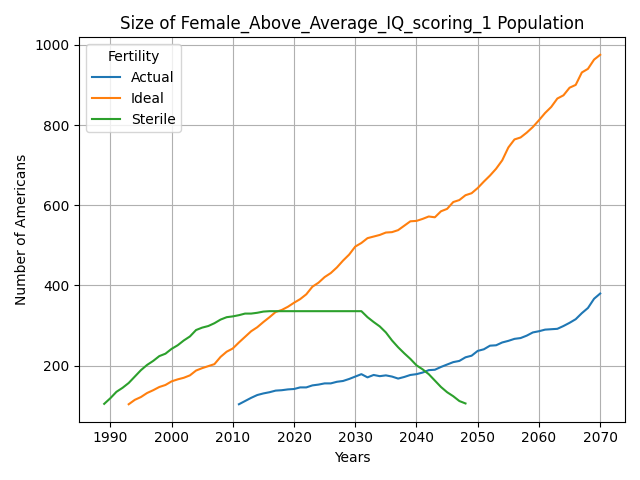 Size of Female_Above_Average_IQ_scoring_1 Population
Fertility
Actual
Ideal
Sterile
Number of Americans
1000
800
600
400
200
1990 2000 2010 2020 2030 2040 2050 2060 2070
Years